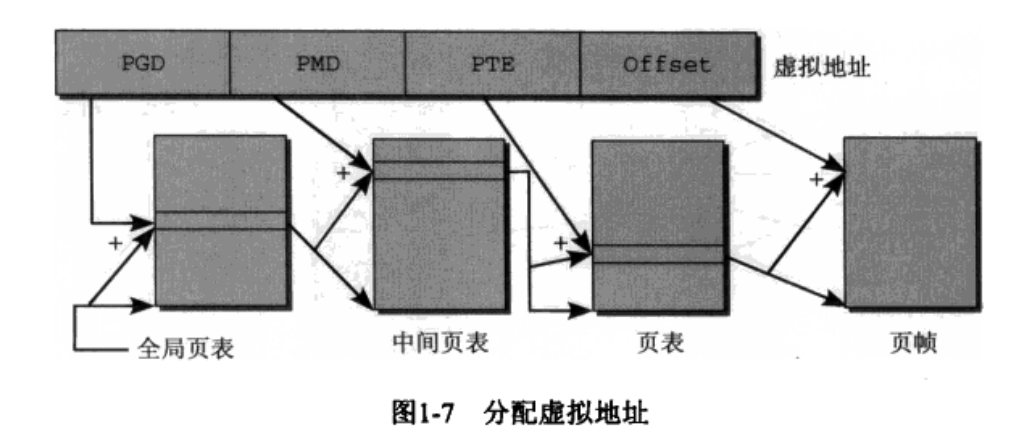 PGD PMD PTE Offset 虚拟地址
+ + + +
全局页表 中间页表 页表 页帧
图1-7 分配虚拟地址